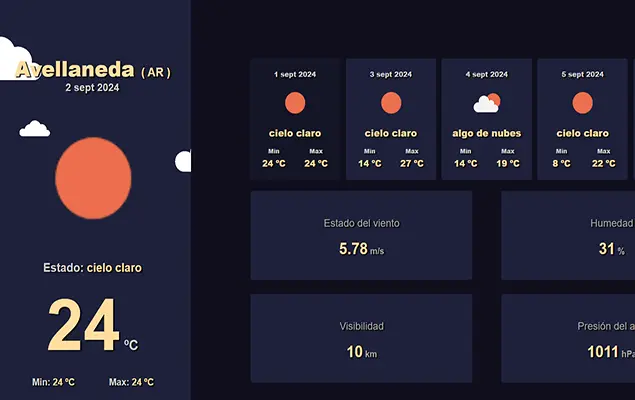 Avellaneda ( AR )
2 sept 2024
Estado: cielo claro
24 ºC
Min: 24 ºC Max: 24 ºC
1 sept 2024
cielo claro
Min Max
24 ºC 24 ºC
3 sept 2024
cielo claro
Min Max
14 ºC 27 ºC
4 sept 2024
algo de nubes
Min Max
14 ºC 19 ºC
5 sept 2024
cielo claro
Min Max
8 ºC 22 ºC
Estado del viento
5.78 m/s
Humedad
31 %
Visibilidad
10 km
Presión del a
1011 hPa